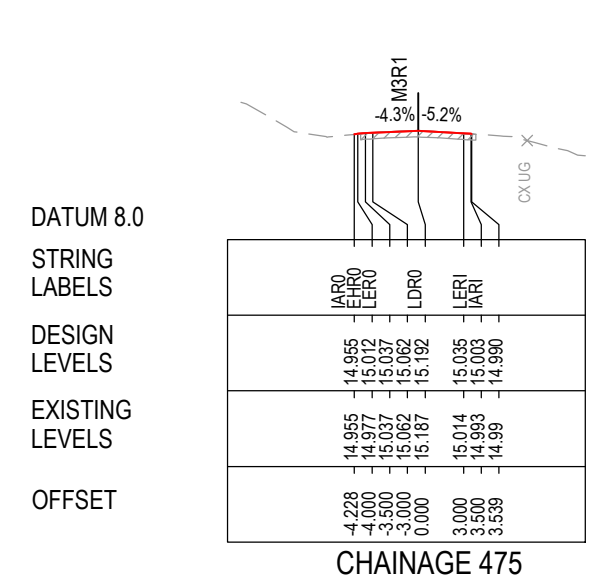 M3R1
-4.3% -5.2%
CX UG
DATUM 8.0
STRING
LABELS
IAR0
EHR0
LER0
LDR0
LERI
IARI
DESIGN
LEVELS
14.955
15.012
15.037
15.062
15.192
15.035
15.003
14.990
EXISTING
LEVELS
14.955
14.977
15.037
15.062
15.187
15.014
14.993
14.99
OFFSET
-4.228
-4.000
-3.500
-3.000
0.000
3.000
3.500
3.539
CHAINAGE 475